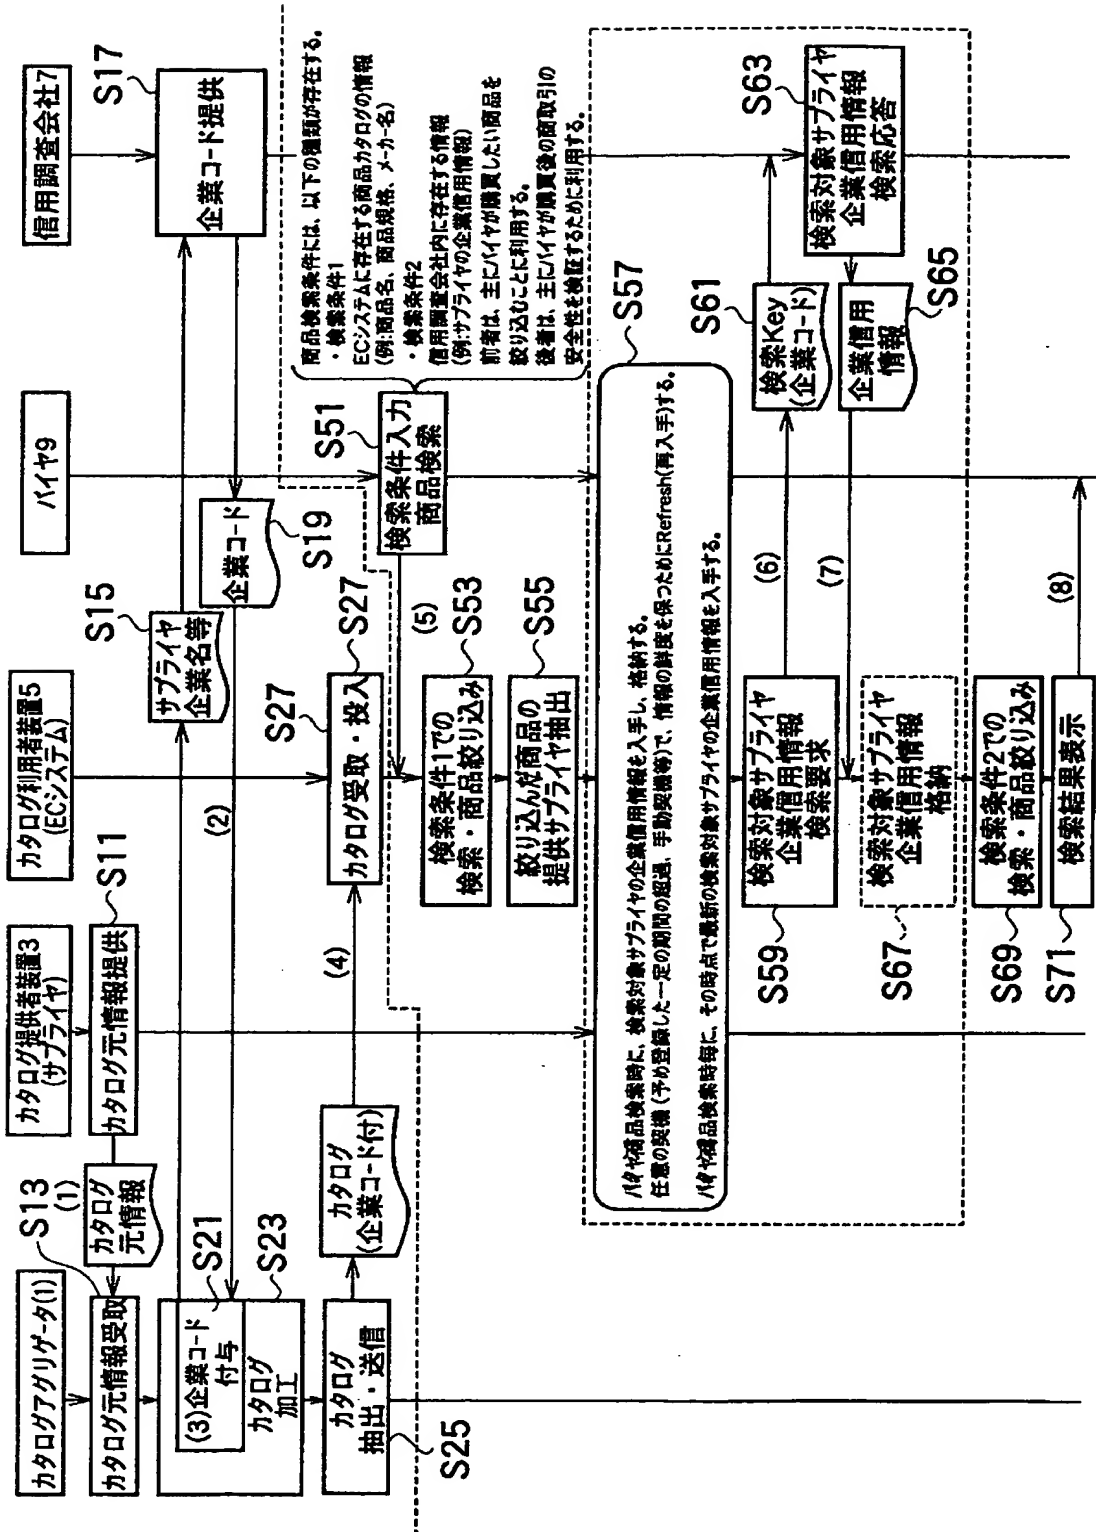 カタログアグリゲータ(1)
カタログ提供者装置3
(サプライヤ)
カタログ利用者装置5
(ECシステム)
バイヤ9
信用調査会社7
S13
(1)
カタログ元情報受取
カタログ
元情報
カタログ元情報提供
S11
S15
サプライヤ
企業名等
S17
企業コード提供
(3)企業コード
付与
S21
カタログ
加工
S23
(2)
企業コード
S19
カタログ
抽出・送信
S25
カタログ
(企業コード付)
(4)
カタログ受取・投入
S27
S27
商品検索条件には、以下の種類が存在する。
・検索条件1
ECシステムに存在する商品カタログの情報
(例:商品名、商品規格、メーカー名)
・検索条件2
信用調査会社内に存在する情報
(例:サプライヤの企業信用情報)
前者は、主にバイヤが購買したい商品を
絞り込むことに利用する。
後者は、主にバイヤが購買後の商取引の
安全性を検証するために利用する。
S51
検索条件入力
商品検索
(5)
検索条件1での
検索・商品絞り込み
S53
絞り込んだ商品の
提供サプライヤ抽出
S55
S57
バイヤ商品検索時に、検索対象サプライヤの企業信用情報を入手し、格納する。
任意の契機(予め登録した一定の期間の超過、手動契機等)で、情報の鮮度を保つためにRefresh(再入手)する。
バイヤ商品検索時毎に、その時点で最新の検索対象サプライヤの企業信用情報を入手する。
S59
検索対象サプライヤ
企業信用情報
検索要求
(6)
S61
検索Key
(企業コード)
S63
検索対象サプライヤ
企業信用情報
検索応答
S65
企業信用
情報
(7)
S67
検索対象サプライヤ
企業信用情報
格納
S69
検索条件2での
検索・商品絞り込み
S71
検索結果表示
(8)